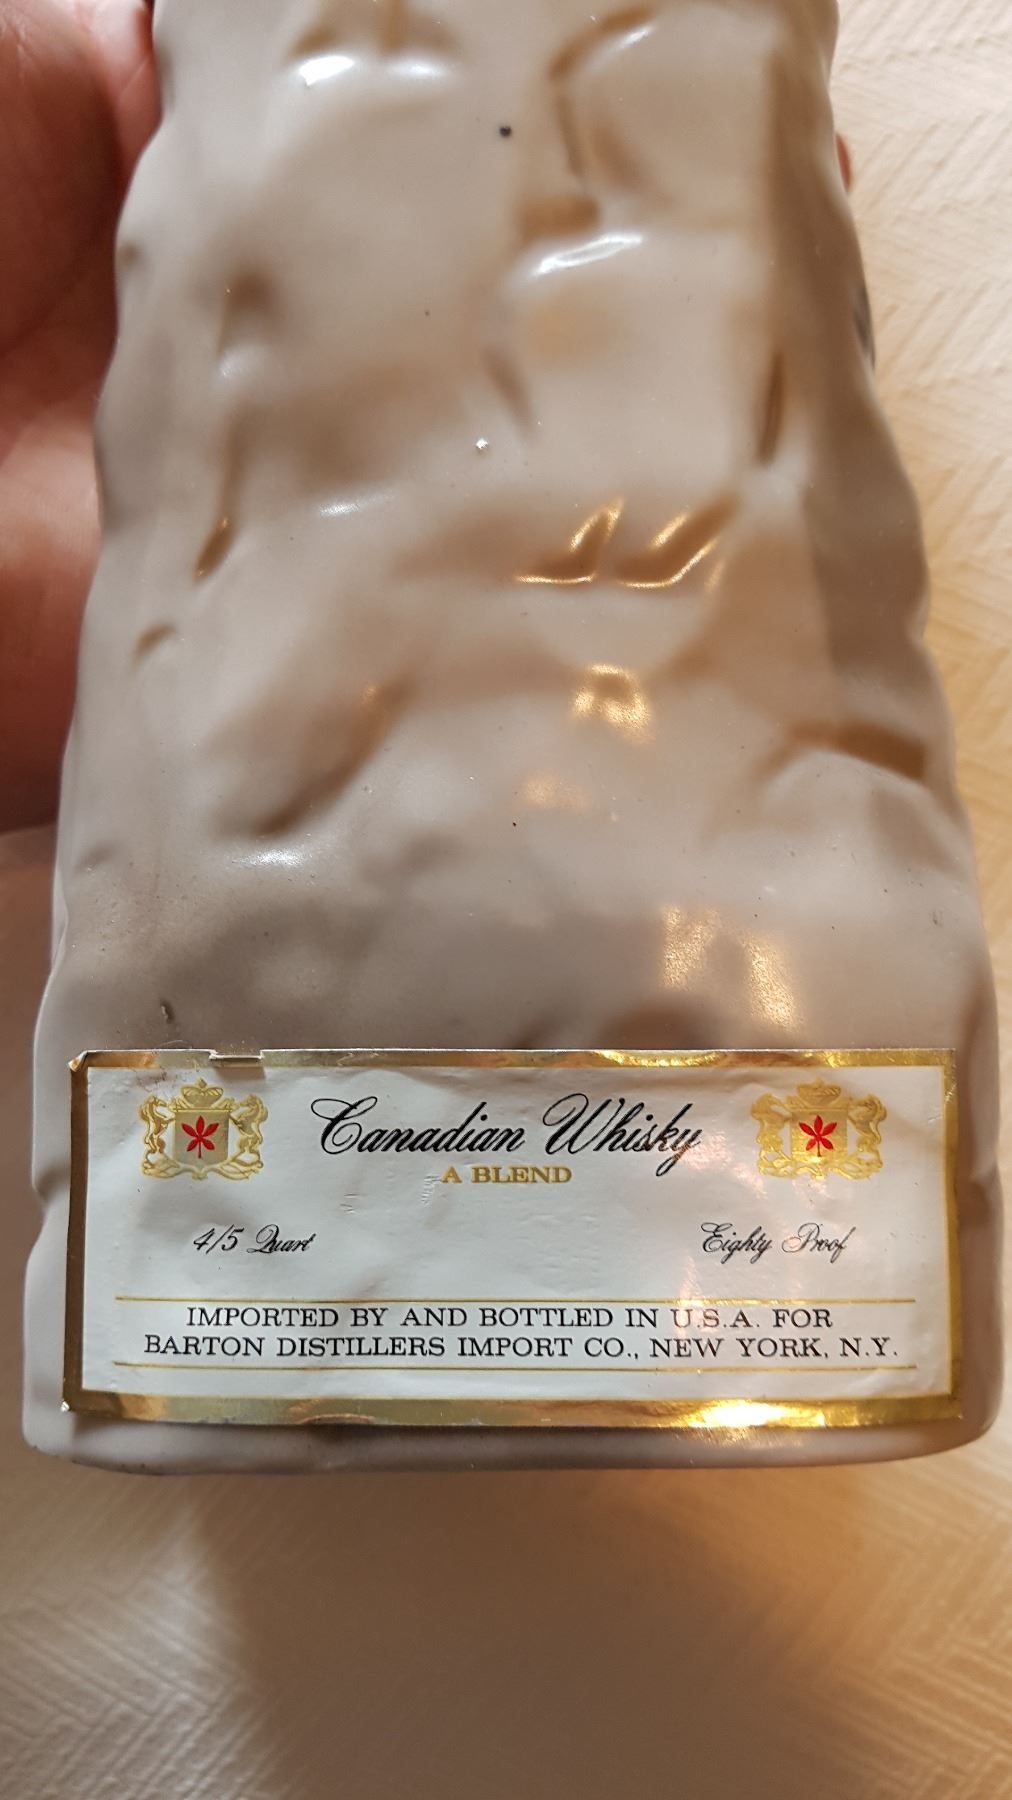 Canadian Whisky
A BLEND
4/5 Quart Eighty Proof
IMPORTED BY AND BOTTLED IN U.S.A. FOR
BARTON DISTILLERS IMPORT CO., NEW YORK, N.Y.